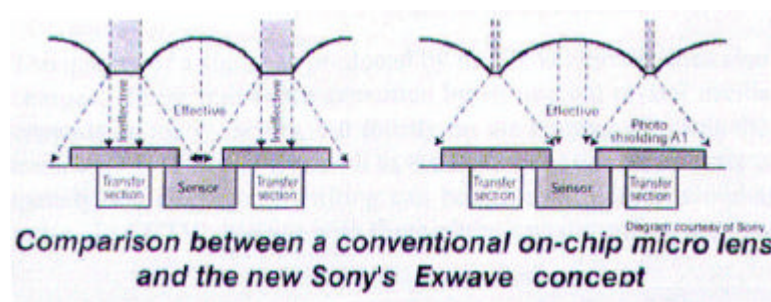 Ineffective
Effective
Ineffective
Transfer
section
Sensor
Transfer
section
Effective
Photo
shielding A1
Transfer
section
Sensor
Transfer
section
Diagram courtesy of Sony
Comparison between a conventional on-chip micro lens
and the new Sony's Exwave concept